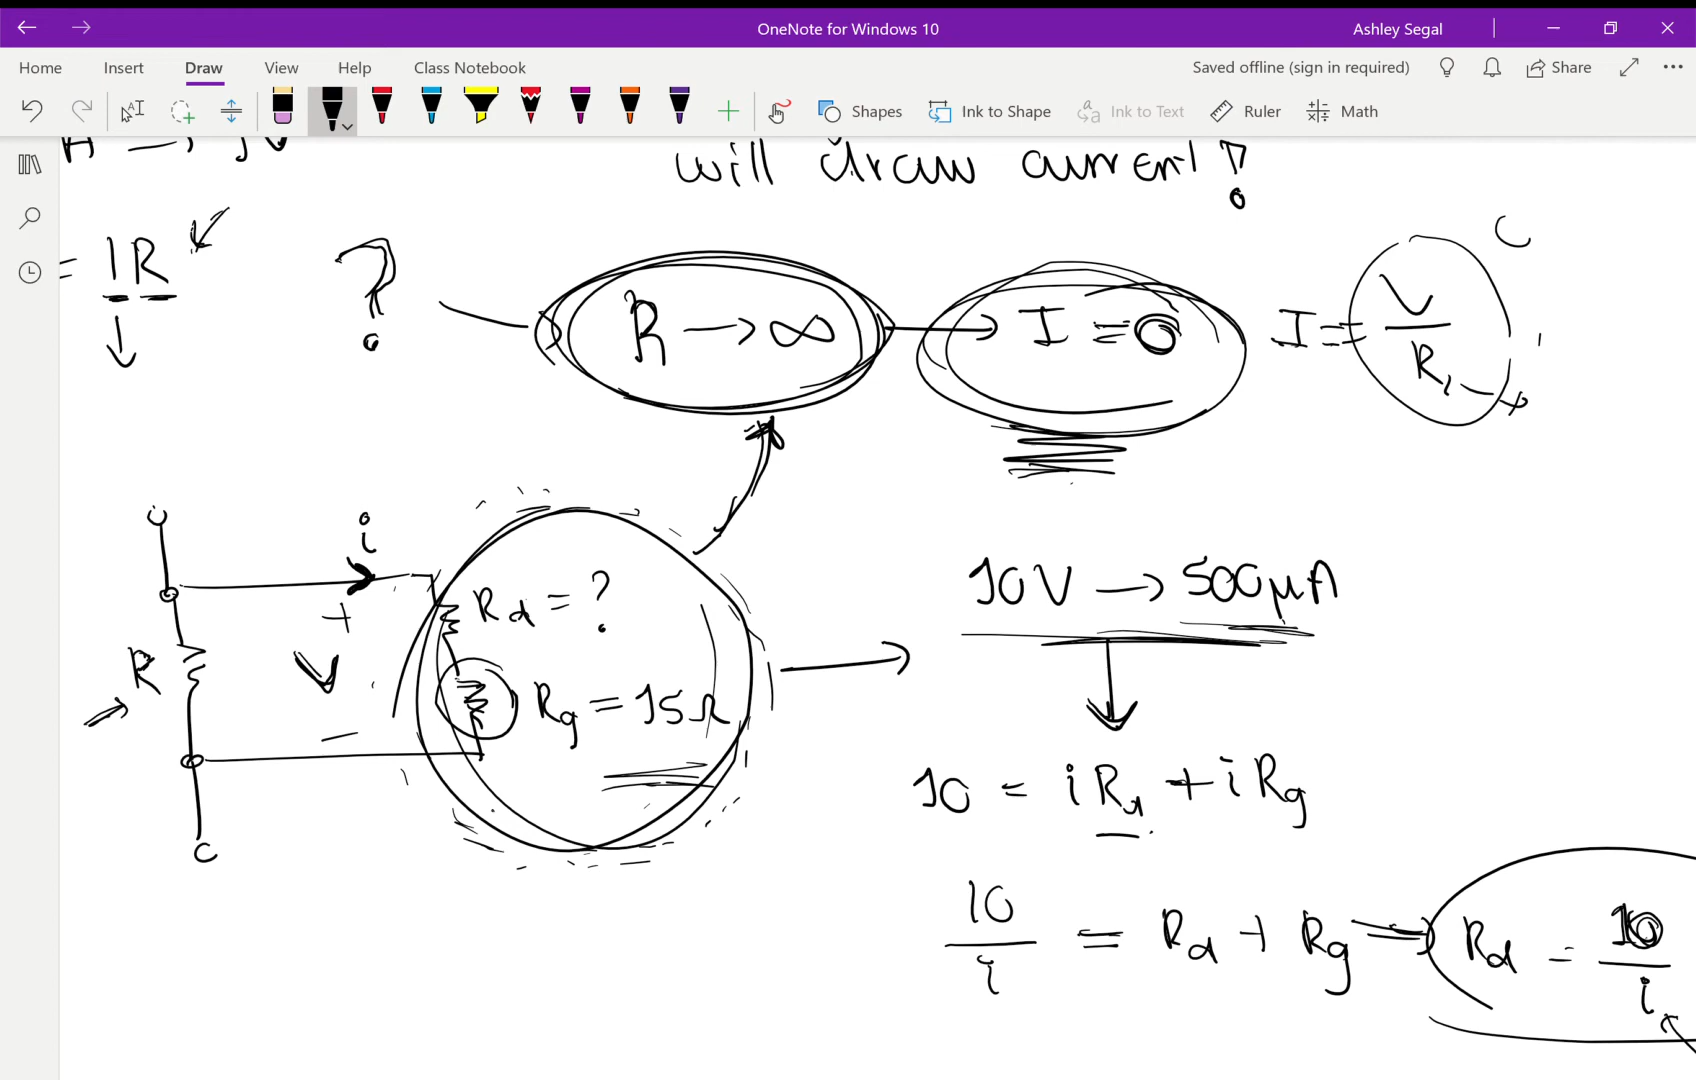 OneNote for Windows 10
Ashley Segal
Home Insert Draw View Help Class Notebook
Saved offline (sign in required)
Share
Shapes
Ink to Shape
Ink to Text
Ruler
Math
will draw current!
= IR
?
R → ∞
I = 0
I = V/R
i
R
+
V
−
Rd = ?
Rg = 15Ω
10V → 500μA
10 = iRd + iRg
10/i = Rd + Rg → Rd = 10/i